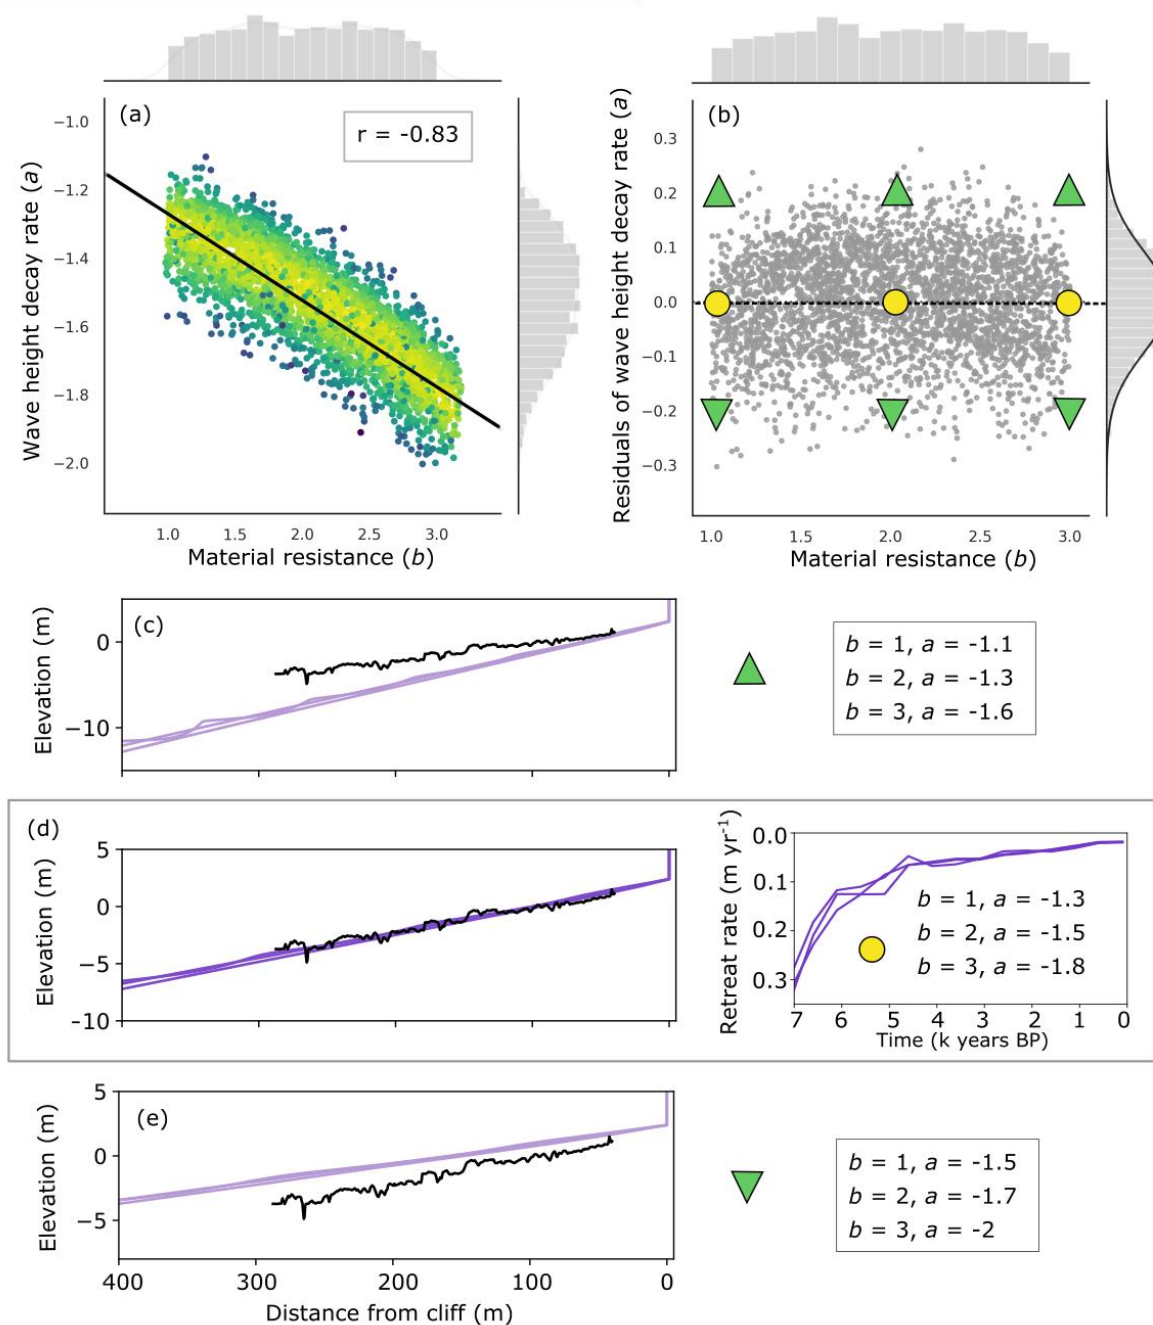 (a)
r = -0.83
Wave height decay rate (a)
−1.0
−1.2
−1.4
−1.6
−1.8
−2.0
1.0 1.5 2.0 2.5 3.0
Material resistance (b)
(b)
Residuals of wave height decay rate (a)
0.3
0.2
0.1
0.0
−0.1
−0.2
−0.3
1.0 1.5 2.0 2.5 3.0
Material resistance (b)
(c)
Elevation (m)
0
−10
b = 1, a = -1.1
b = 2, a = -1.3
b = 3, a = -1.6
(d)
Elevation (m)
5
0
−5
-10
Retreat rate (m yr-1)
0.0
0.1
0.2
0.3
b = 1, a = -1.3
b = 2, a = -1.5
b = 3, a = -1.8
7 6 5 4 3 2 1 0
Time (k years BP)
(e)
Elevation (m)
5
0
−5
400 300 200 100 0
Distance from cliff (m)
b = 1, a = -1.5
b = 2, a = -1.7
b = 3, a = -2